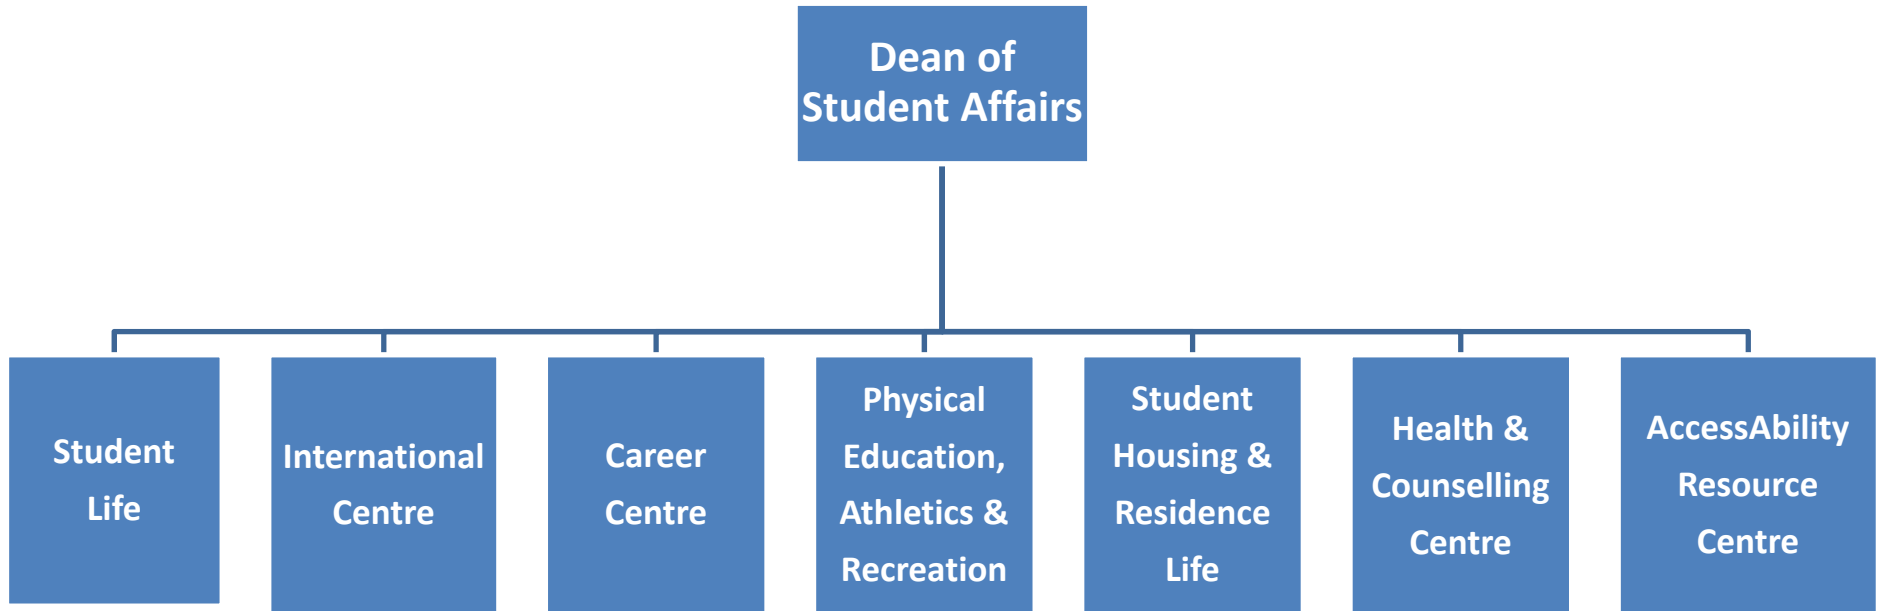 Dean of
Student Affairs
Student
Life
International
Centre
Career
Centre
Physical
Education,
Athletics &
Recreation
Student
Housing &
Residence
Life
Health &
Counselling
Centre
AccessAbility
Resource
Centre